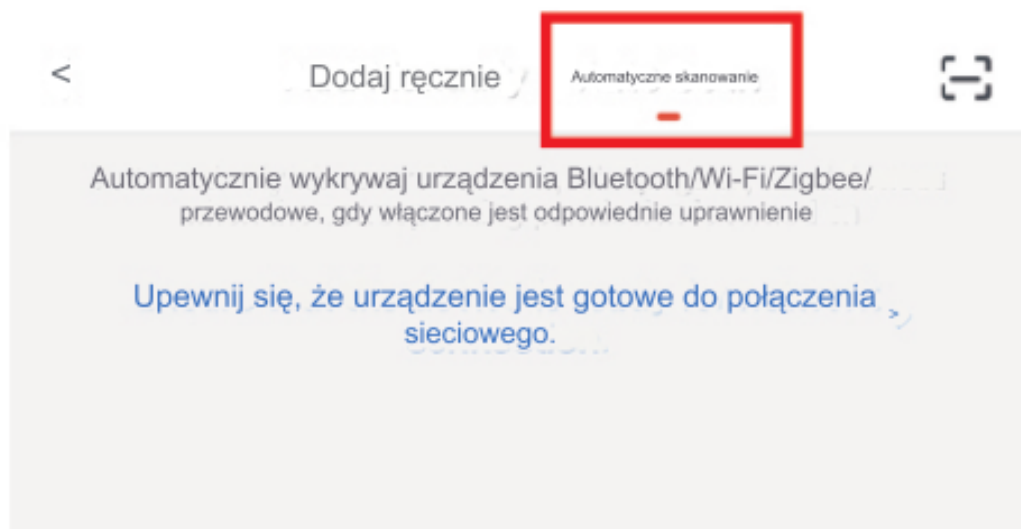 < Dodaj ręcznie Automatyczne skanowanie
Automatycznie wykrywaj urządzenia Bluetooth/Wi-Fi/Zigbee/
przewodowe, gdy włączone jest odpowiednie uprawnienie
Upewnij się, że urządzenie jest gotowe do połączenia >
sieciowego.